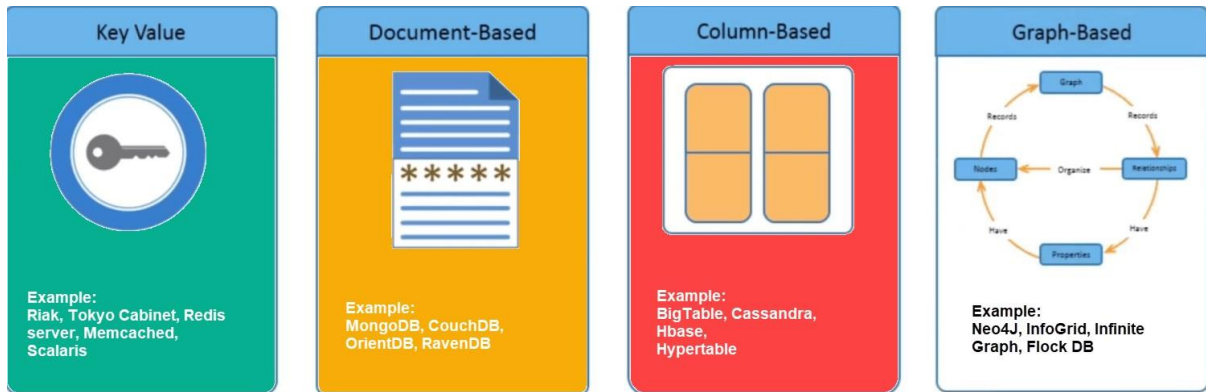 Key Value
Example:
Riak, Tokyo Cabinet, Redis
server, Memcached,
Scalaris
Document-Based
*****
Example:
MongoDB, CouchDB,
OrientDB, RavenDB
Column-Based
Example:
BigTable, Cassandra,
Hbase,
Hypertable
Graph-Based
Graph
Records
Records
Nodes
Organize
Relationships
Have
Have
Properties
Example:
Neo4J, InfoGrid, Infinite
Graph, Flock DB